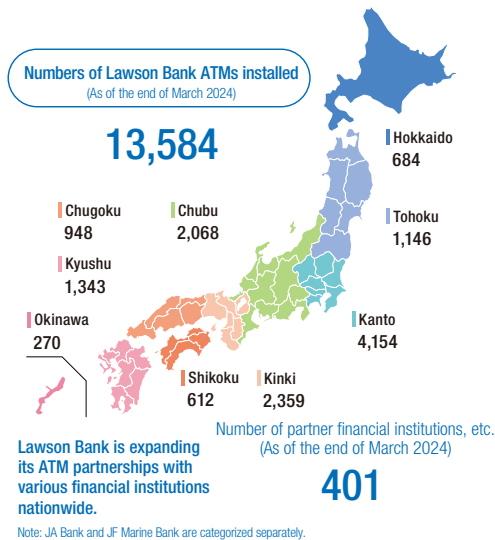 Numbers of Lawson Bank ATMs installed
(As of the end of March 2024)
13,584
Hokkaido
684
Chugoku
948
Chubu
2,068
Tohoku
1,146
Kyushu
1,343
Okinawa
270
Kanto
4,154
Shikoku
612
Kinki
2,359
Number of partner financial institutions, etc.
(As of the end of March 2024)
401
Lawson Bank is expanding
its ATM partnerships with
various financial institutions
nationwide.
Note: JA Bank and JF Marine Bank are categorized separately.